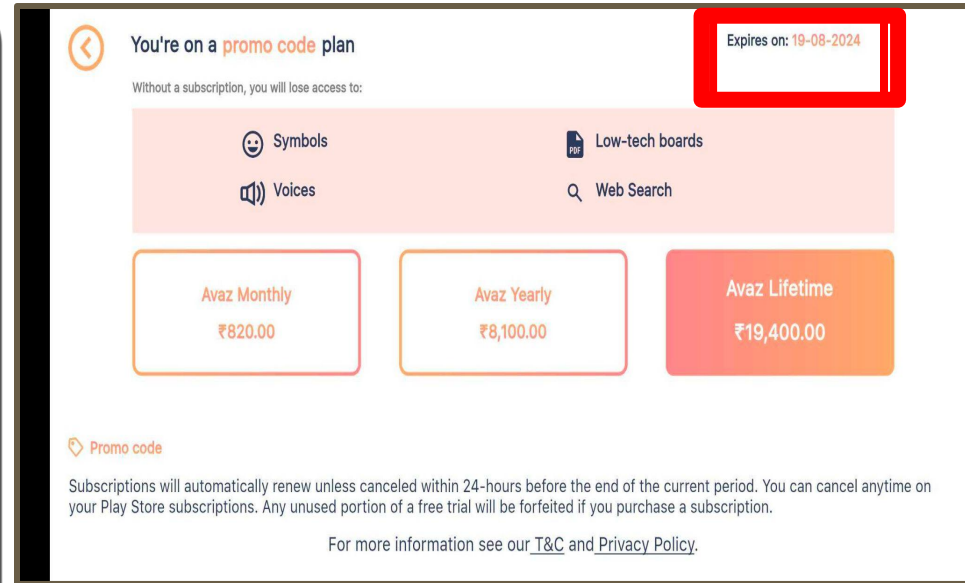 You're on a promo code plan
Expires on: 19-08-2024
Without a subscription, you will lose access to:
Symbols
PDF Low-tech boards
Voices
Web Search
Avaz Monthly
₹820.00
Avaz Yearly
₹8,100.00
Avaz Lifetime
₹19,400.00
Promo code
Subscriptions will automatically renew unless canceled within 24-hours before the end of the current period. You can cancel anytime on
your Play Store subscriptions. Any unused portion of a free trial will be forfeited if you purchase a subscription.
For more information see our T&C and Privacy Policy.